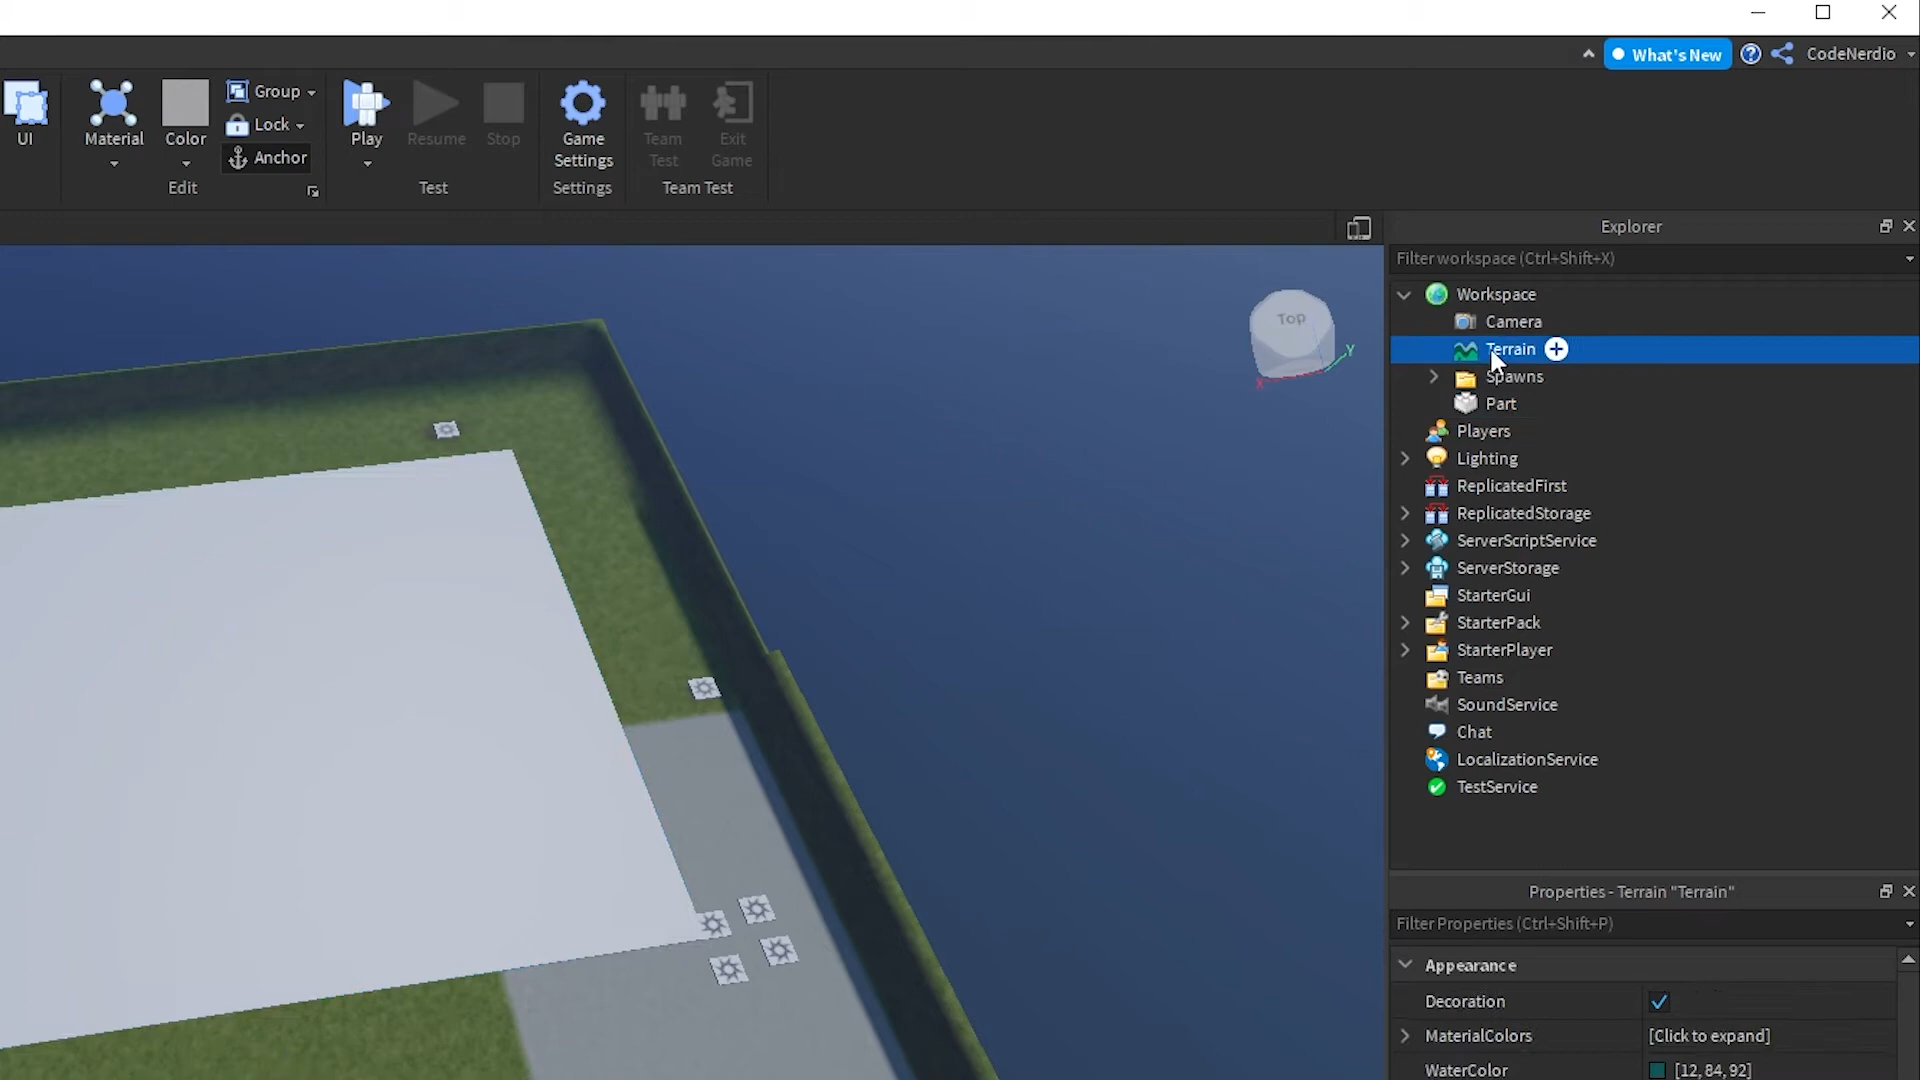 What's New
CodeNerdio
UI
Material
Color
Group
Lock
Anchor
Edit
Play
Resume
Stop
Test
Game
Settings
Settings
Team
Test
Exit
Game
Team Test
Explorer
Filter workspace (Ctrl+Shift+X)
Workspace
Camera
Terrain
Spawns
Part
Players
Lighting
ReplicatedFirst
ReplicatedStorage
ServerScriptService
ServerStorage
StarterGui
StarterPack
StarterPlayer
Teams
SoundService
Chat
LocalizationService
TestService
Top
Y
X
Properties - Terrain "Terrain"
Filter Properties (Ctrl+Shift+P)
Appearance
Decoration
MaterialColors [Click to expand]
WaterColor [12, 84, 92]